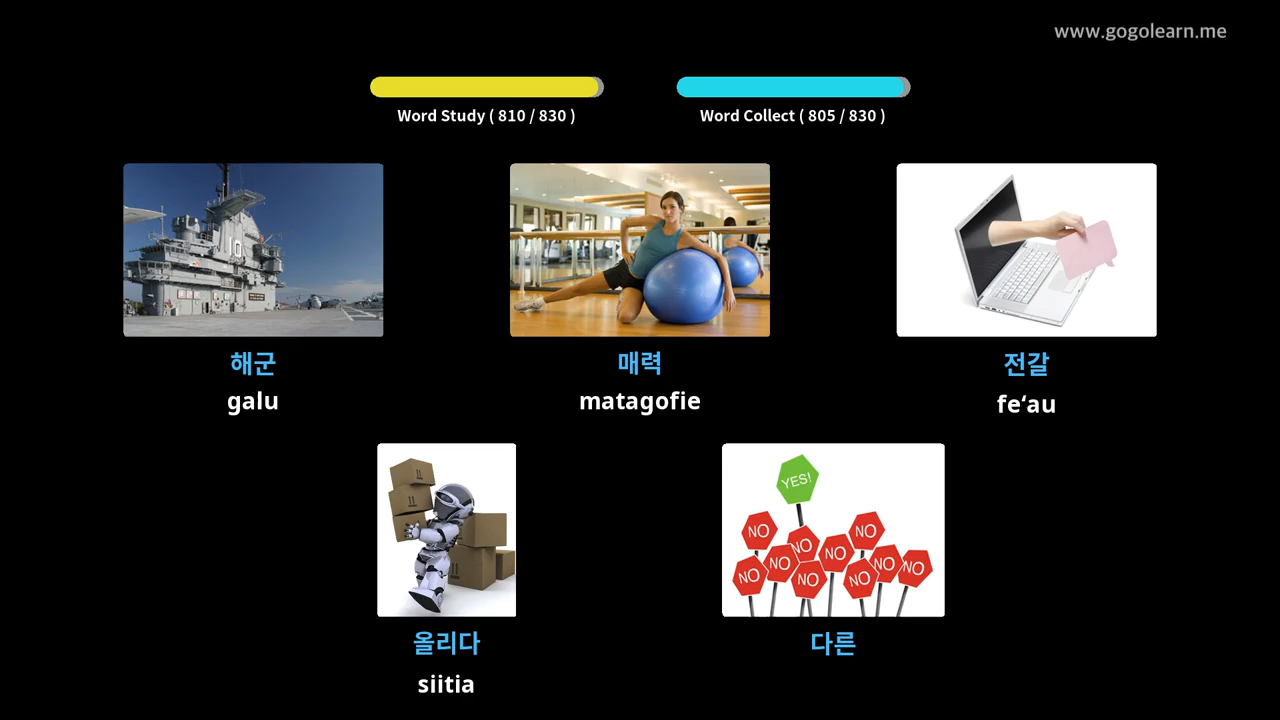 www.gogolearn.me
Word Study ( 810 / 830 )
Word Collect ( 805 / 830 )
10
해군
galu
매력
matagofie
전갈
fe‘au
YES!
NO
NO
NO
NO
NO
NO
NO
NO
NO
NO
올리다
siitia
다른